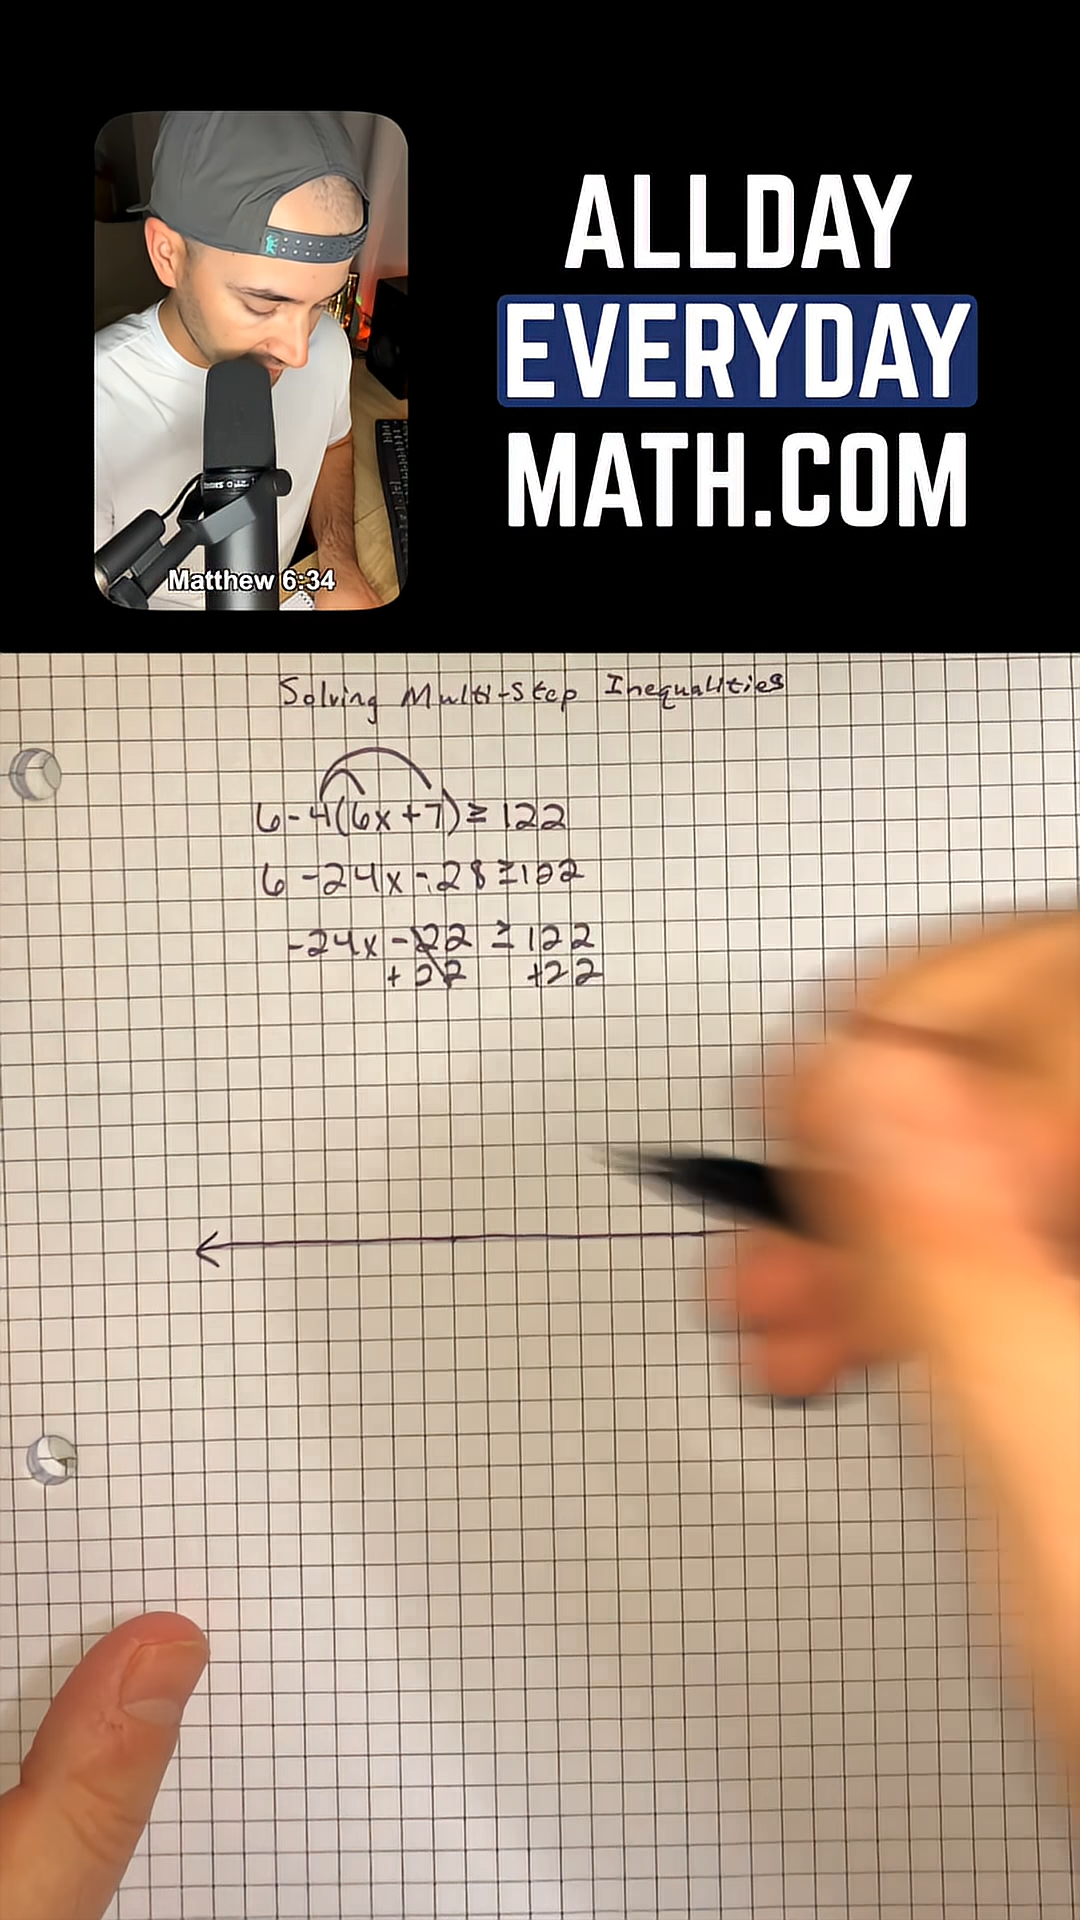 ALLDAY
EVERYDAY
MATH.COM
Matthew 6:34
Solving Multi-Step Inequalities
6-4(6x+7)≥122
6-24x-28≥122
-24x-22≥122
+22 +22